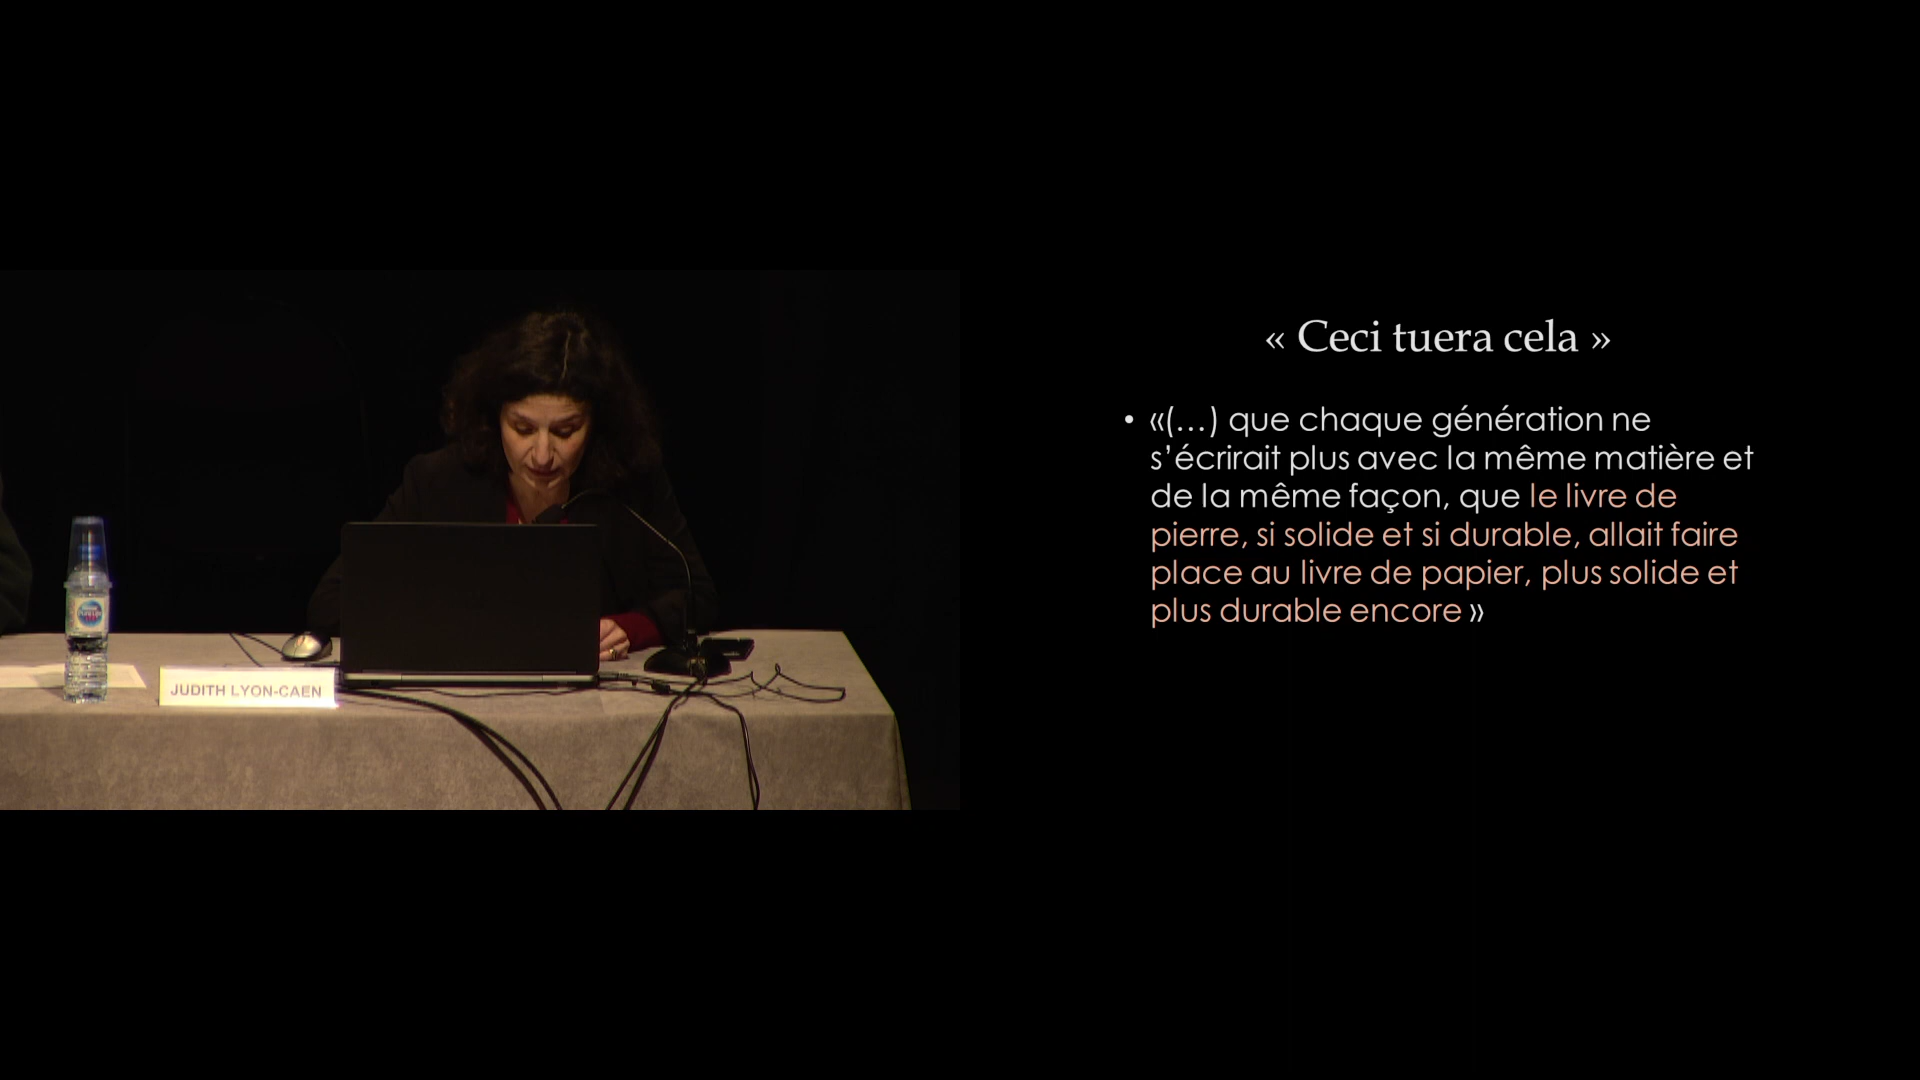 « Ceci tuera cela »
• «(…) que chaque génération ne
s’écrirait plus avec la même matière et
de la même façon, que le livre de
pierre, si solide et si durable, allait faire
place au livre de papier, plus solide et
plus durable encore »
JUDITH LYON-CAEN